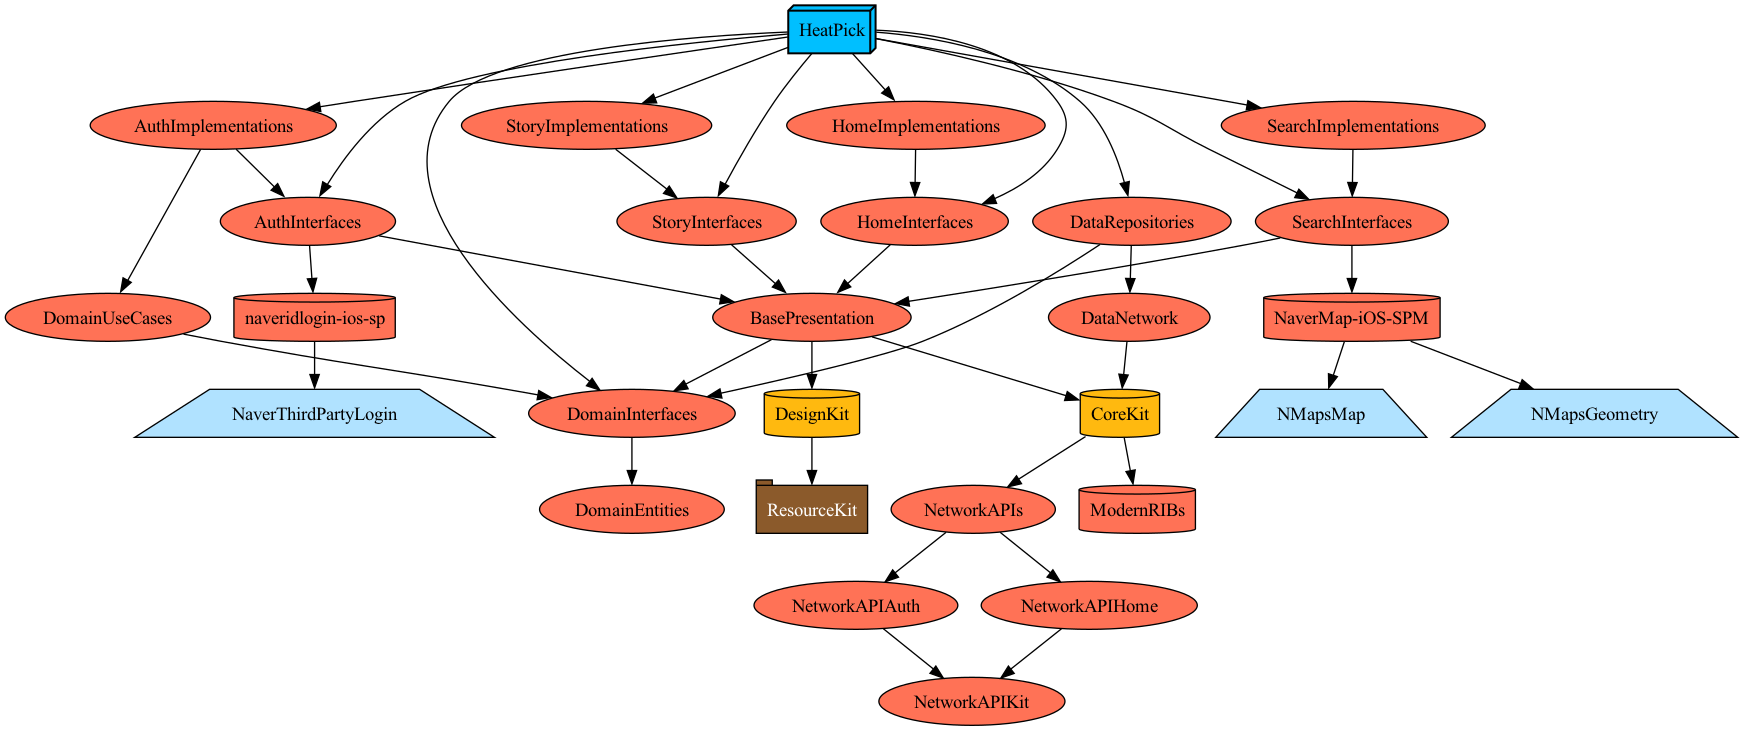 HeatPick
AuthImplementations
StoryImplementations
HomeImplementations
SearchImplementations
AuthInterfaces
StoryInterfaces
HomeInterfaces
DataRepositories
SearchInterfaces
DomainUseCases
naveridlogin-ios-sp
BasePresentation
DataNetwork
NaverMap-iOS-SPM
NaverThirdPartyLogin
DomainInterfaces
DesignKit
CoreKit
NMapsMap
NMapsGeometry
DomainEntities
ResourceKit
NetworkAPIs
ModernRIBs
NetworkAPIAuth
NetworkAPIHome
NetworkAPIKit